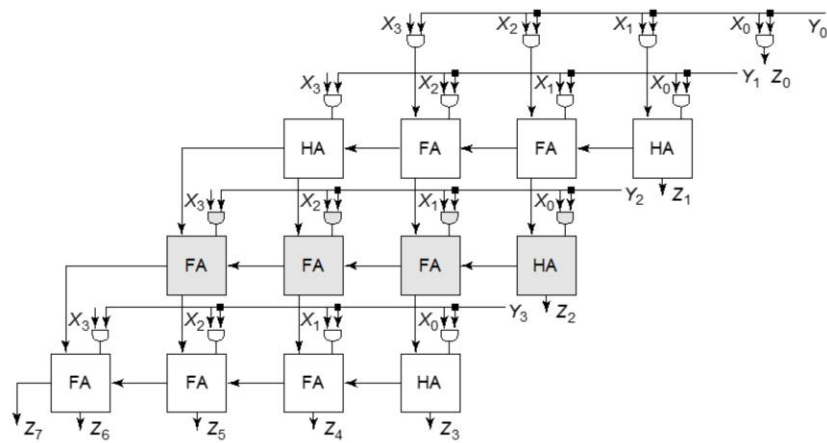 X3 X2 X1 X0 Y0
X3 X2 X1 X0 Y1 Z0
HA FA FA HA
Z1
X3 X2 X1 X0 Y2
FA FA FA HA
Z2
X3 X2 X1 X0 Y3
FA FA FA HA
Z7 Z6 Z5 Z4 Z3